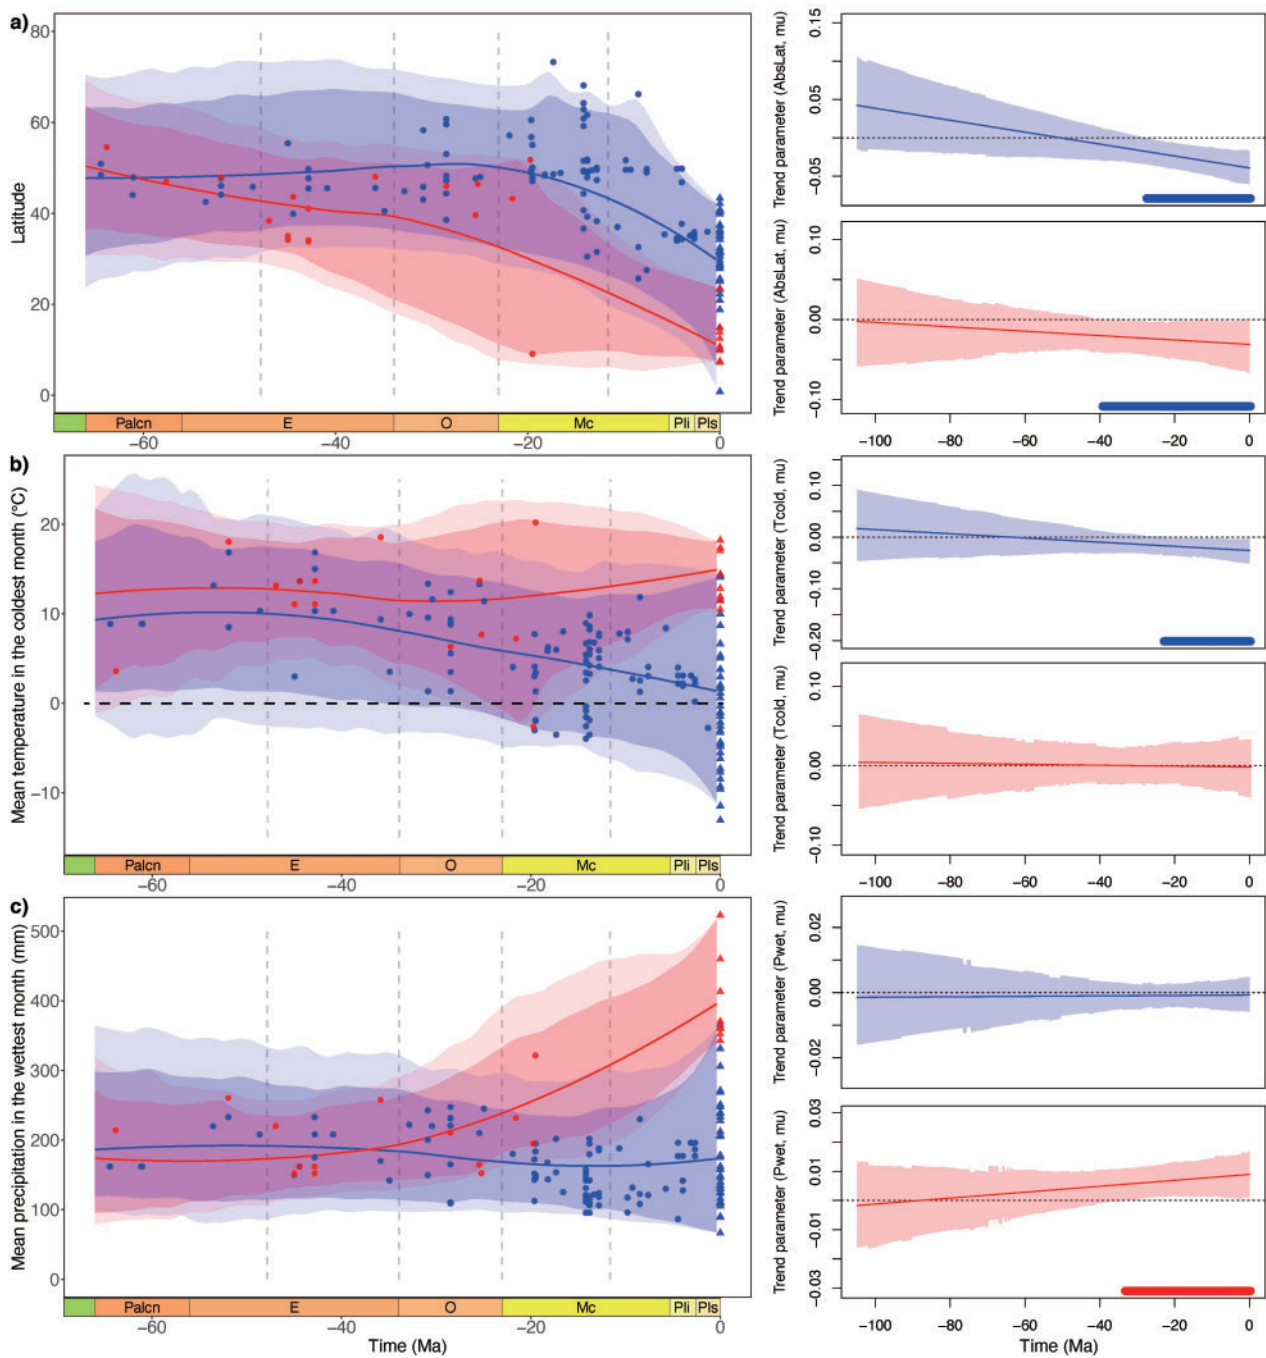 a)
80
60
40
20
0
Latitude
Palcn E O Mc Pli Pls
−60 −40 −20 0
0.15
0.05
−0.05
Trend parameter (AbsLat, mu)
0.10
0.00
−0.10
Trend parameter (AbsLat, mu)
−100 −80 −60 −40 −20 0
b)
20
10
0
−10
Mean temperature in the coldest month (°C)
Palcn E O Mc Pli Pls
−60 −40 −20 0
0.10
0.00
−0.10
−0.20
Trend parameter (Tcold, mu)
0.10
0.00
−0.10
Trend parameter (Tcold, mu)
−100 −80 −60 −40 −20 0
c)
500
400
300
200
100
0
Mean precipitation in the wettest month (mm)
Palcn E O Mc Pli Pls
−60 −40 −20 0
Time (Ma)
0.02
0.00
−0.02
Trend parameter (Pwet, mu)
0.03
0.01
−0.01
−0.03
Trend parameter (Pwet, mu)
−100 −80 −60 −40 −20 0
Time (Ma)